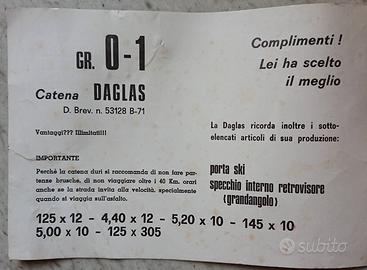 GR. 0-1
Catena DAGLAS
D. Brev. n. 53128 B-71
Vantaggi??? Illimitati!!!
IMPORTANTE
Perchè la catena duri si raccomanda di non fare par-
tenze brusche, di non viaggiare oltre i 40 Km. orari
anche se la strada invita alla velocità, specialmente
quando si viaggia sull'asfalto.
125 x 12 - 4,40 x 12 - 5,20 x 10 - 145 x 10
5,00 x 10 - 125 x 305
Complimenti !
Lei ha scelto
il meglio
La Daglas ricorda inoltre i sotto-
elencati articoli di sua produzione:
porta ski
specchio interno retrovisore
(grandangolo)
subito